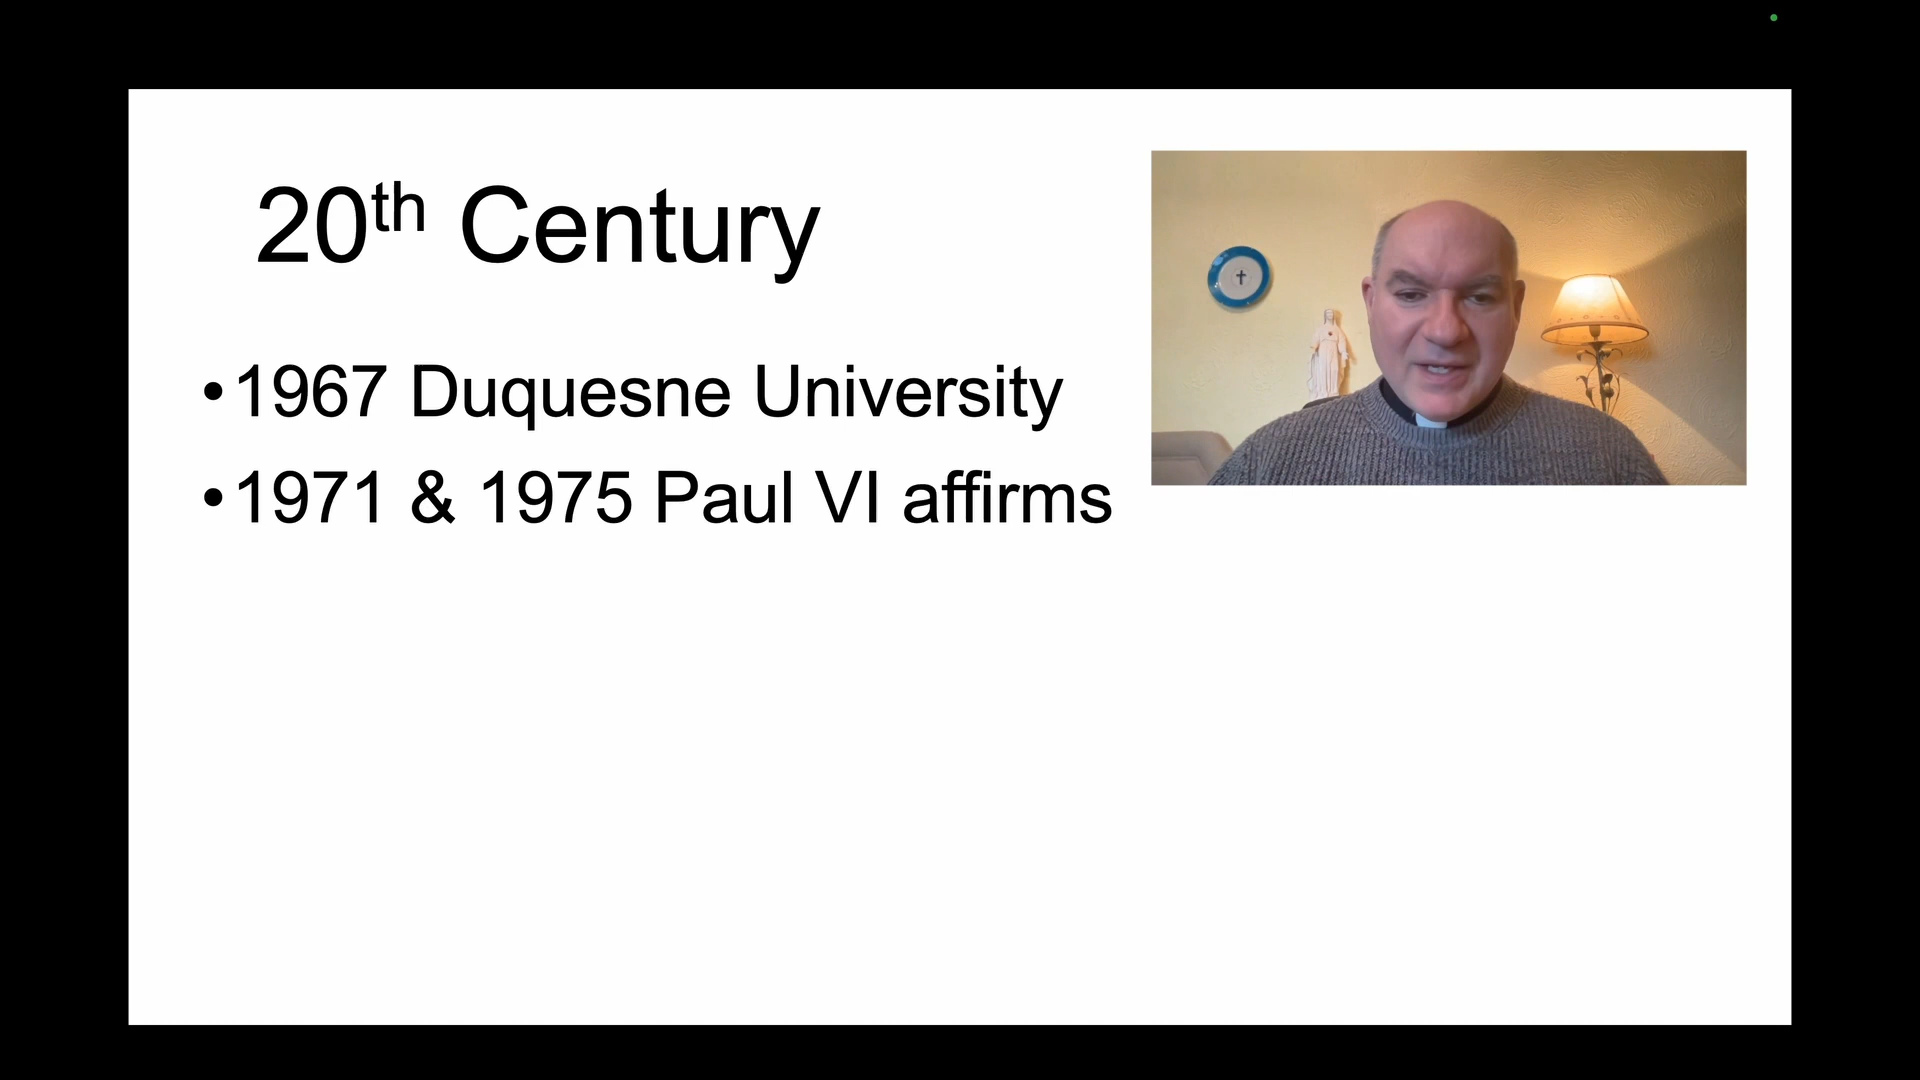 20th Century
•1967 Duquesne University
•1971 & 1975 Paul VI affirms